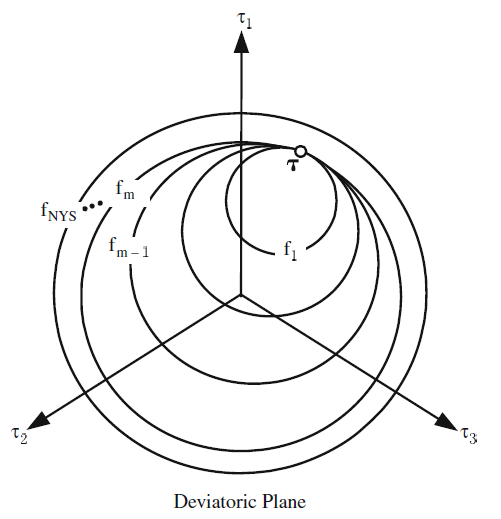 τ1
τ
fm
fNYS
fm – 1
f1
τ2
τ3
Deviatoric Plane